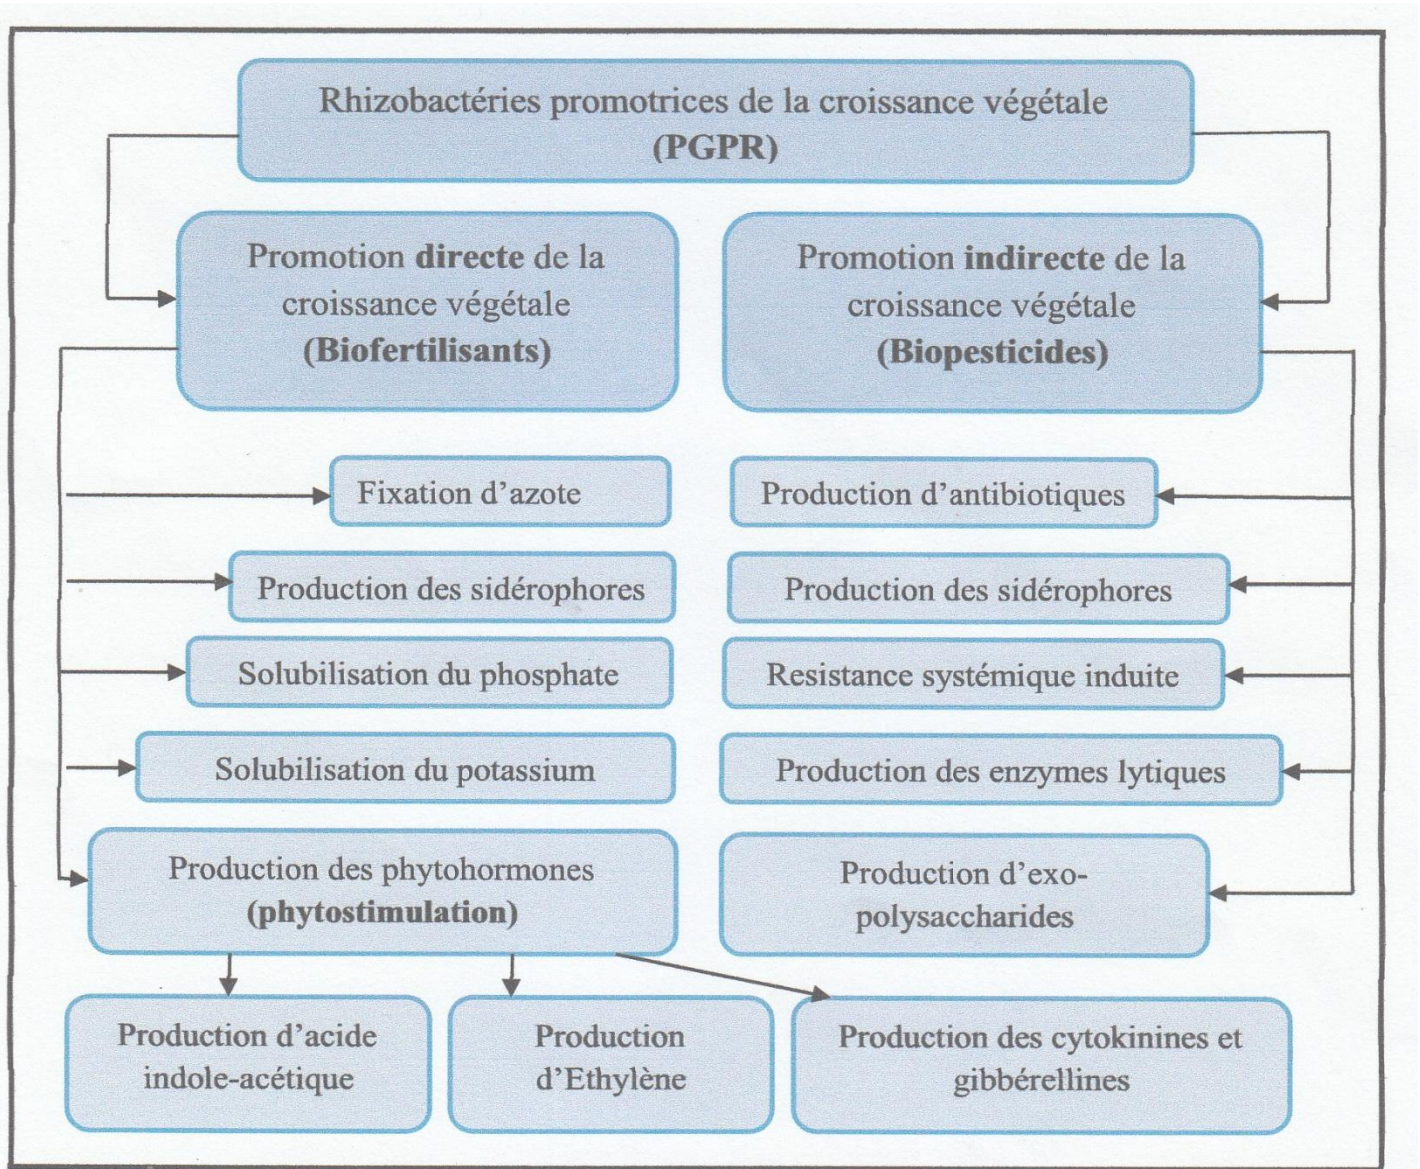 Rhizobactéries promotrices de la croissance végétale
(PGPR)
Promotion directe de la
croissance végétale
(Biofertilisants)
Promotion indirecte de la
croissance végétale
(Biopesticides)
Fixation d’azote
Production des sidérophores
Solubilisation du phosphate
Solubilisation du potassium
Production des phytohormones
(phytostimulation)
Production d’antibiotiques
Production des sidérophores
Resistance systémique induite
Production des enzymes lytiques
Production d’exo-
polysaccharides
Production d’acide
indole-acétique
Production
d’Ethylène
Production des cytokinines et
gibbérellines